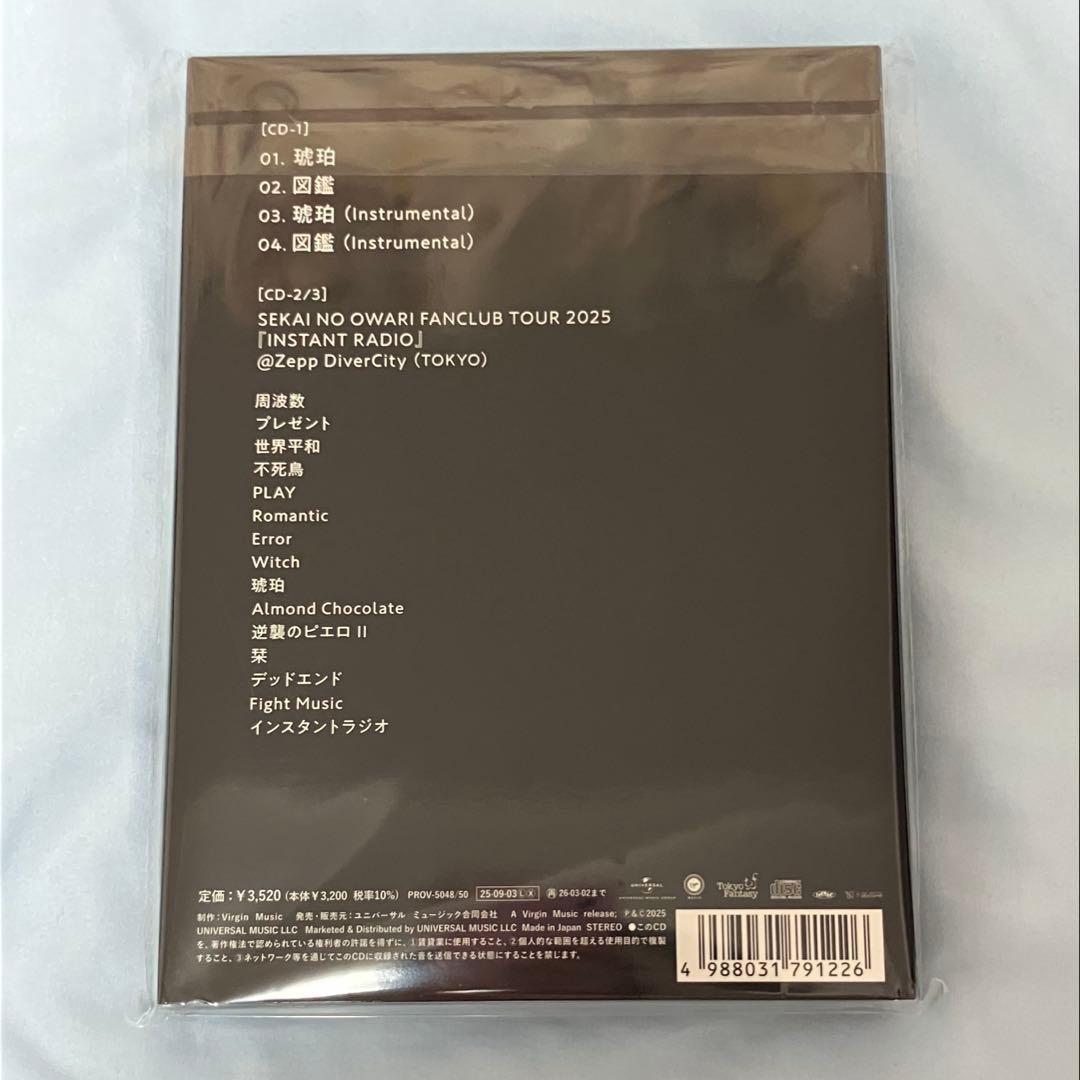 [CD-1]
01. 琥珀
02. 図鑑
03. 琥珀 (Instrumental)
04. 図鑑 (Instrumental)
[CD-2/3]
SEKAI NO OWARI FANCLUB TOUR 2025
『INSTANT RADIO』
@Zepp DiverCity (TOKYO)
周波数
プレゼント
世界平和
不死鳥
PLAY
Romantic
Error
Witch
琥珀
Almond Chocolate
逆襲のピエロ II
栞
デッドエンド
Fight Music
インスタントラジオ
定価:¥3,520 (本体¥3,200 税率10%) PROV-5048/50 25-09-03 L X 再 26-03-02まで
UNIVERSAL
UNIVERSAL MUSIC GROUP
Tokyo Fantasy
disc
制作:Virgin Music 発売・販売元:ユニバーサル ミュージック合同会社 A Virgin Music release; ℗&©2025
UNIVERSAL MUSIC LLC Marketed & Distributed by UNIVERSAL MUSIC LLC Made in Japan STEREO ●このCD
を、著作権法で認められている権利者の許諾を得ずに、①賃貸業に使用すること、②個人的な範囲を超える使用目的で複製
すること、③ネットワーク等を通じてこのCDに収録された音を送信できる状態にすることを禁じます。
4 988031 791226